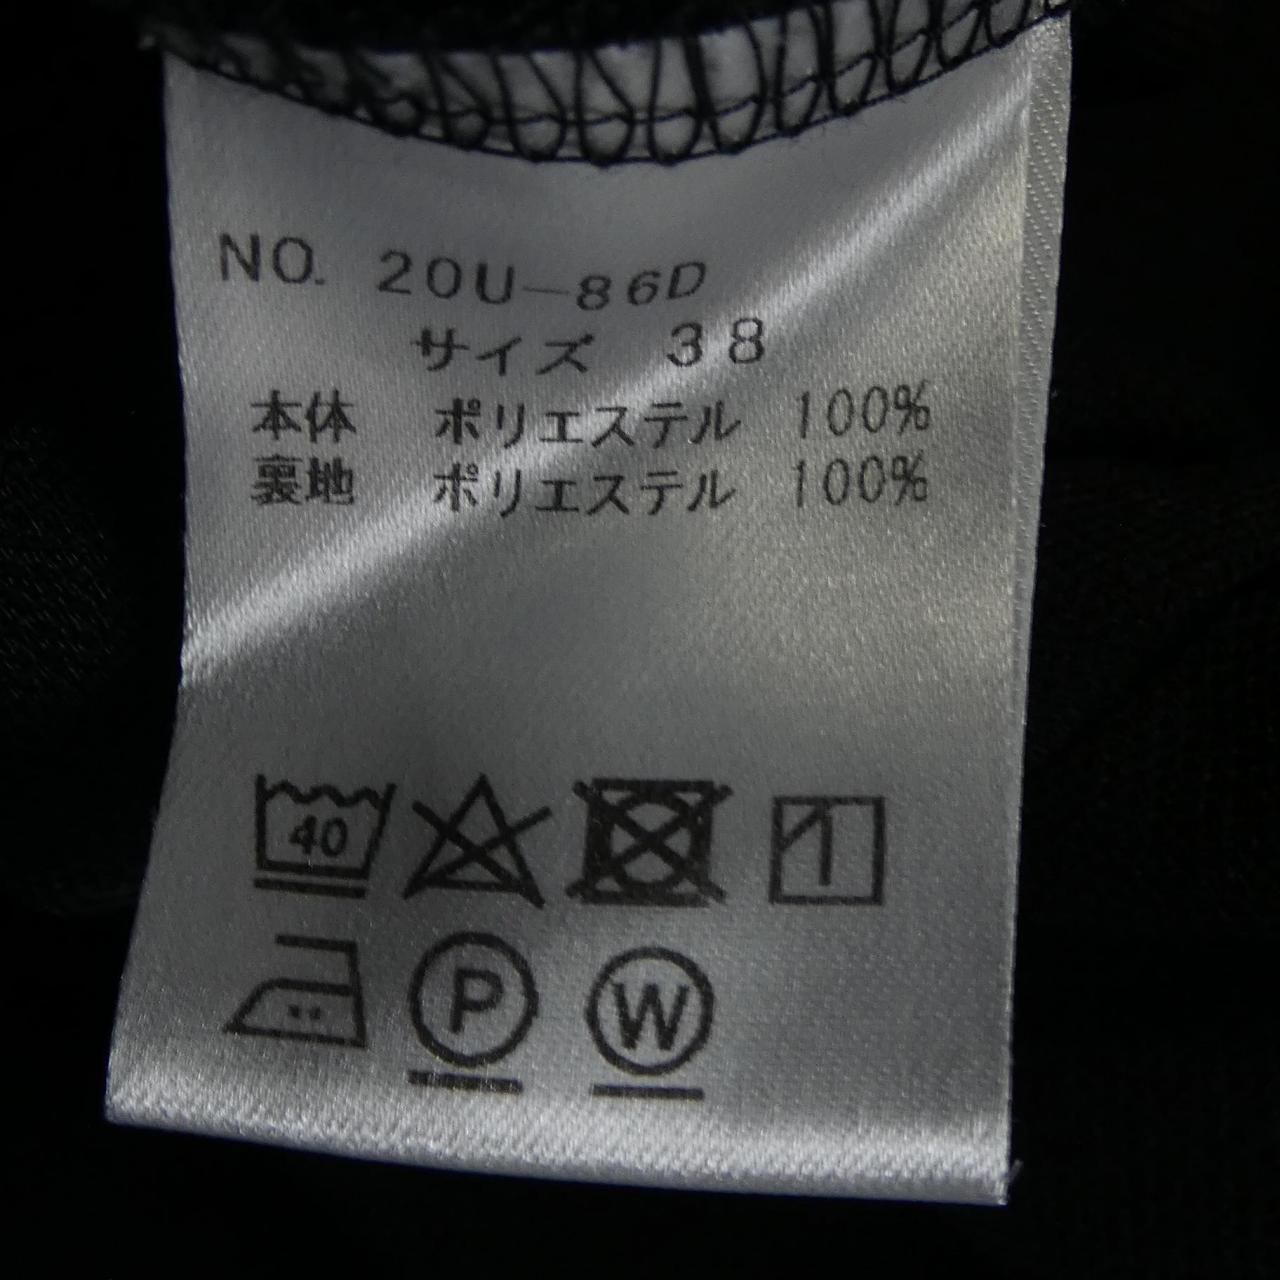 NO. 20U-86D
サイズ 38
本体 ポリエステル 100%
裏地 ポリエステル 100%
40
P W